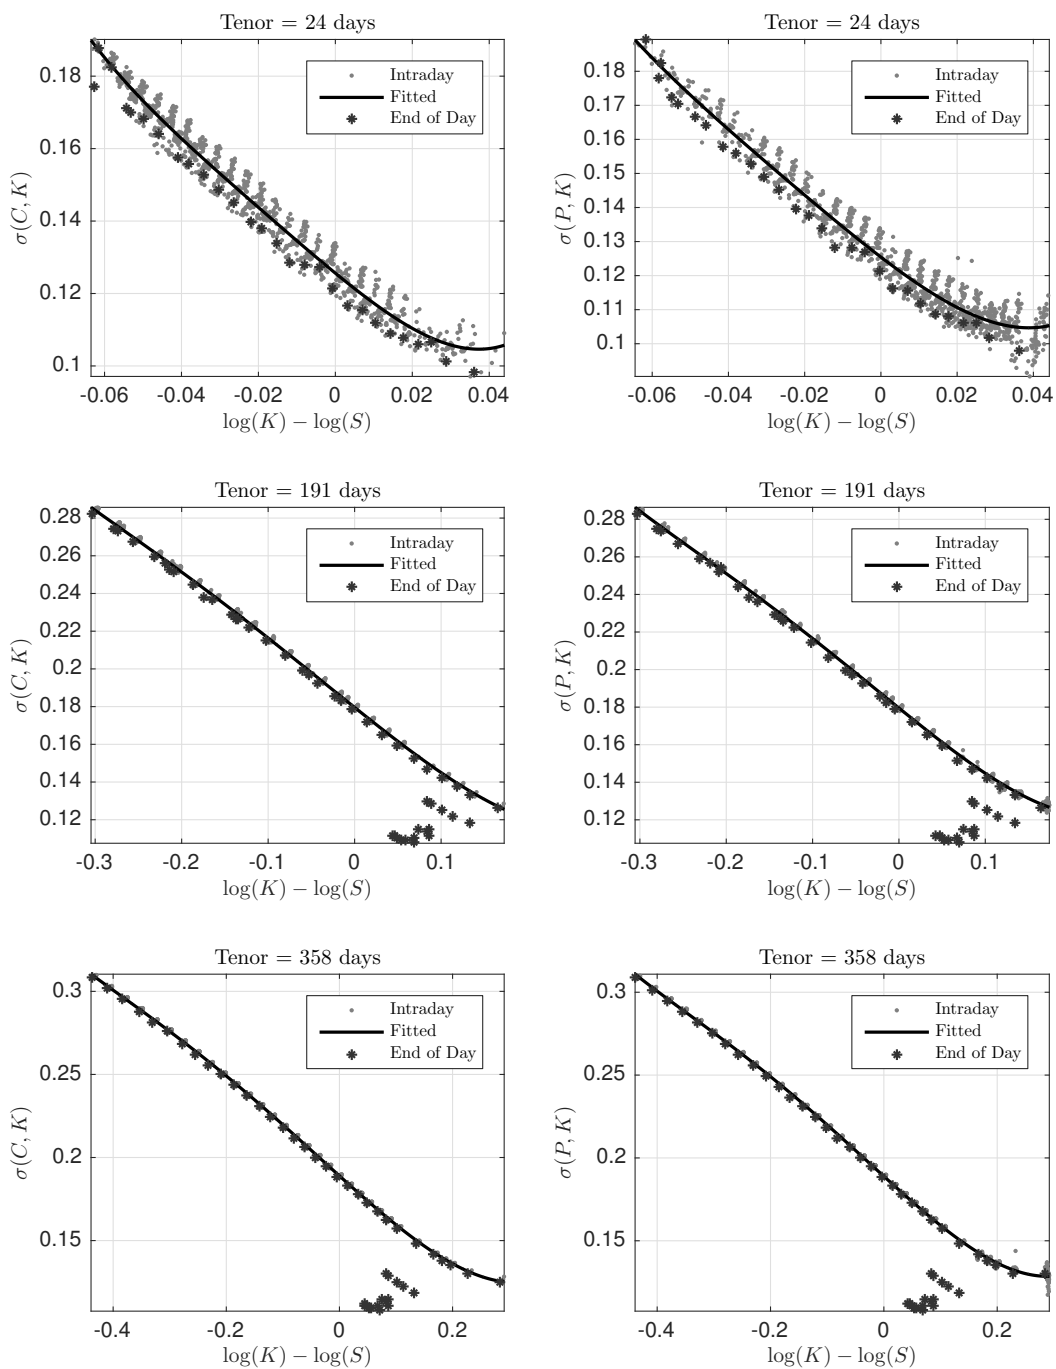 Tenor = 24 days
σ(C, K)
0.18
0.16
0.14
0.12
0.1
Intraday
Fitted
End of Day
-0.06 -0.04 -0.02 0 0.02 0.04
log(K) − log(S)
Tenor = 24 days
σ(P, K)
0.18
0.17
0.16
0.15
0.14
0.13
0.12
0.11
0.1
Intraday
Fitted
End of Day
-0.06 -0.04 -0.02 0 0.02 0.04
log(K) − log(S)
Tenor = 191 days
σ(C, K)
0.28
0.26
0.24
0.22
0.2
0.18
0.16
0.14
0.12
Intraday
Fitted
End of Day
-0.3 -0.2 -0.1 0 0.1
log(K) − log(S)
Tenor = 191 days
σ(P, K)
0.28
0.26
0.24
0.22
0.2
0.18
0.16
0.14
0.12
Intraday
Fitted
End of Day
-0.3 -0.2 -0.1 0 0.1
log(K) − log(S)
Tenor = 358 days
σ(C, K)
0.3
0.25
0.2
0.15
Intraday
Fitted
End of Day
-0.4 -0.2 0 0.2
log(K) − log(S)
Tenor = 358 days
σ(P, K)
0.3
0.25
0.2
0.15
Intraday
Fitted
End of Day
-0.4 -0.2 0 0.2
log(K) − log(S)